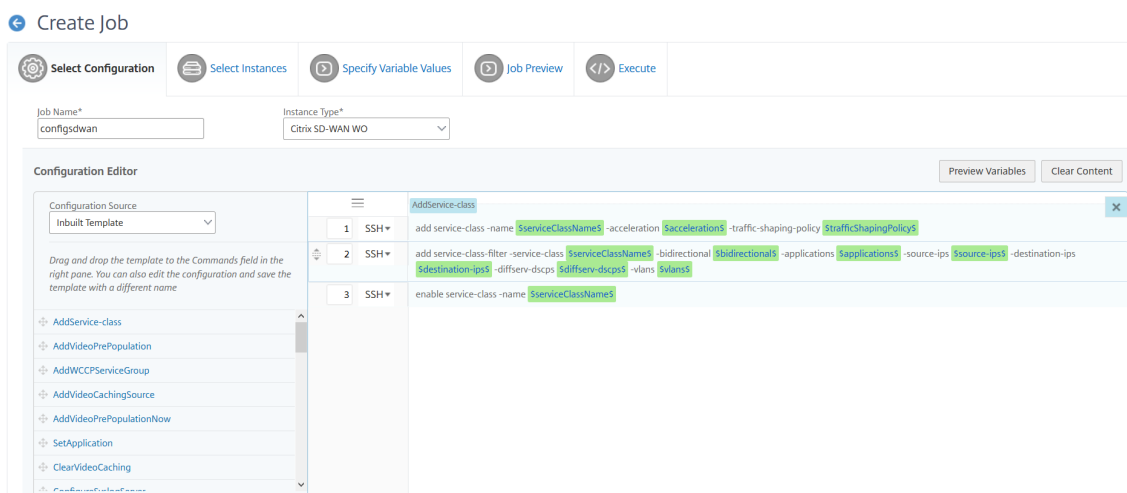 Create Job
Select Configuration
Select Instances
Specify Variable Values
Job Preview
Execute
Job Name*
Instance Type*
configsdwan
Citrix SD-WAN WO
Configuration Editor
Preview Variables
Clear Content
Configuration Source
Inbuilt Template
Drag and drop the template to the Commands field in the
right pane. You can also edit the configuration and save the
template with a different name
AddService-class
AddVideoPrePopulation
AddWCCPServiceGroup
AddVideoCachingSource
AddVideoPrePopulationNow
SetApplication
ClearVideoCaching
ConfigureSyslogServer
AddService-class
1 SSH add service-class -name $serviceClassName$ -acceleration $acceleration$ -traffic-shaping-policy $trafficShapingPolicy$
2 SSH add service-class-filter -service-class $serviceClassName$ -bidirectional $bidirectional$ -applications $applications$ -source-ips $source-ips$ -destination-ips
$destination-ips$ -diffserv-dscps $diffserv-dscps$ -vlans $vlans$
3 SSH enable service-class -name $serviceClassName$